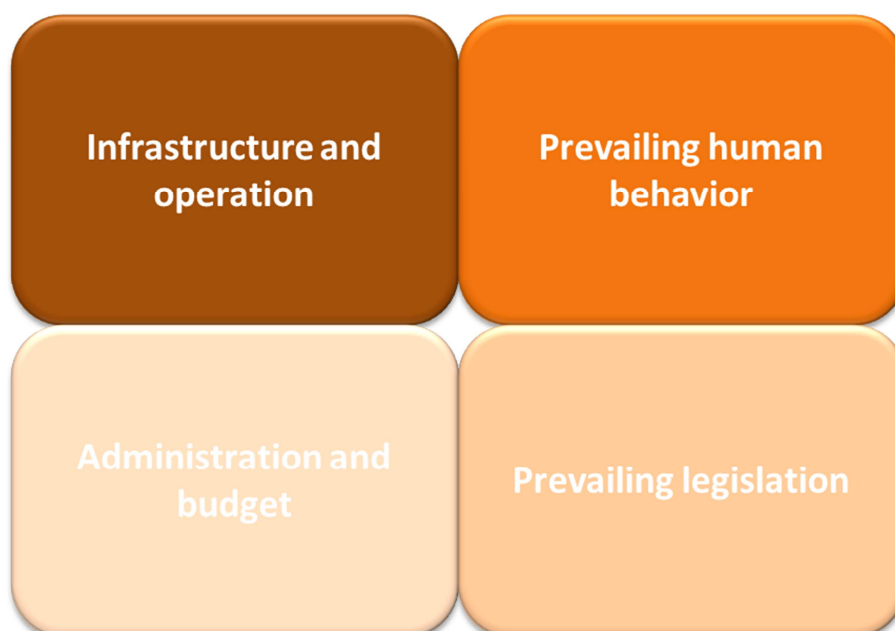 Infrastructure and
operation
Prevailing human
behavior
Administration and
budget
Prevailing legislation